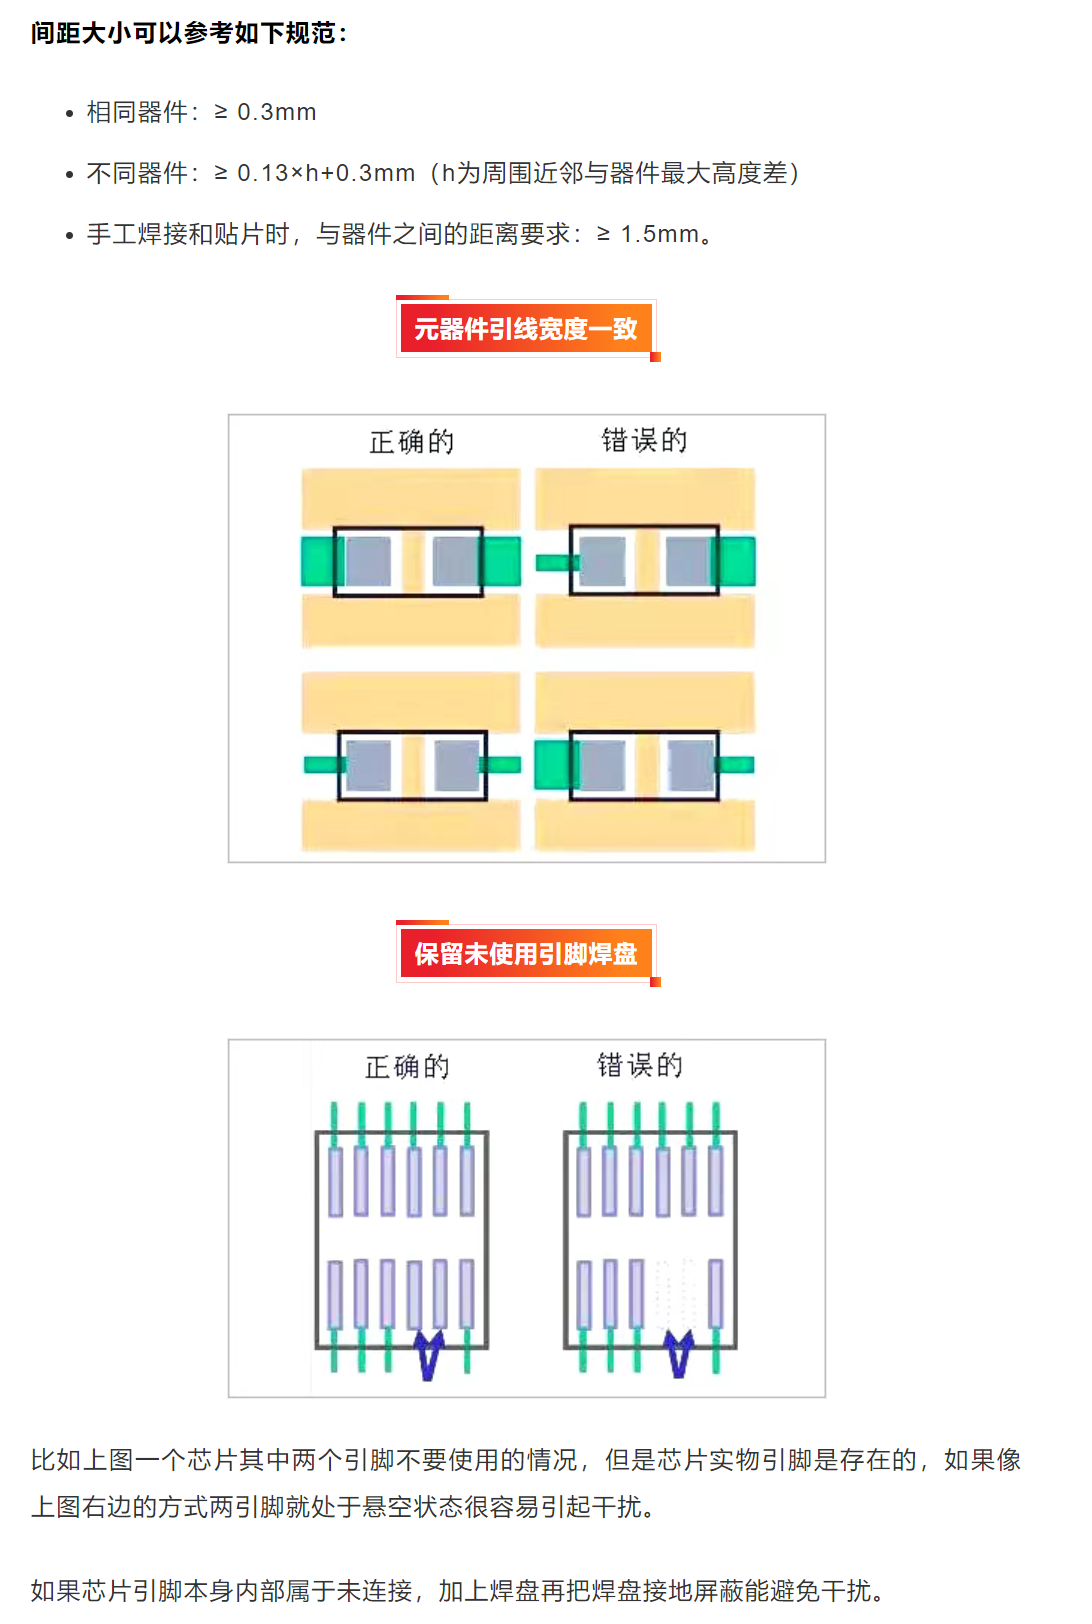 间距大小可以参考如下规范：
• 相同器件：≥ 0.3mm
• 不同器件：≥ 0.13×h+0.3mm（h为周围近邻与器件最大高度差）
• 手工焊接和贴片时，与器件之间的距离要求：≥ 1.5mm。
元器件引线宽度一致
正确的 错误的
保留未使用引脚焊盘
正确的 错误的
比如上图一个芯片其中两个引脚不要使用的情况，但是芯片实物引脚是存在的，如果像
上图右边的方式两引脚就处于悬空状态很容易引起干扰。
如果芯片引脚本身内部属于未连接，加上焊盘再把焊盘接地屏蔽能避免干扰。